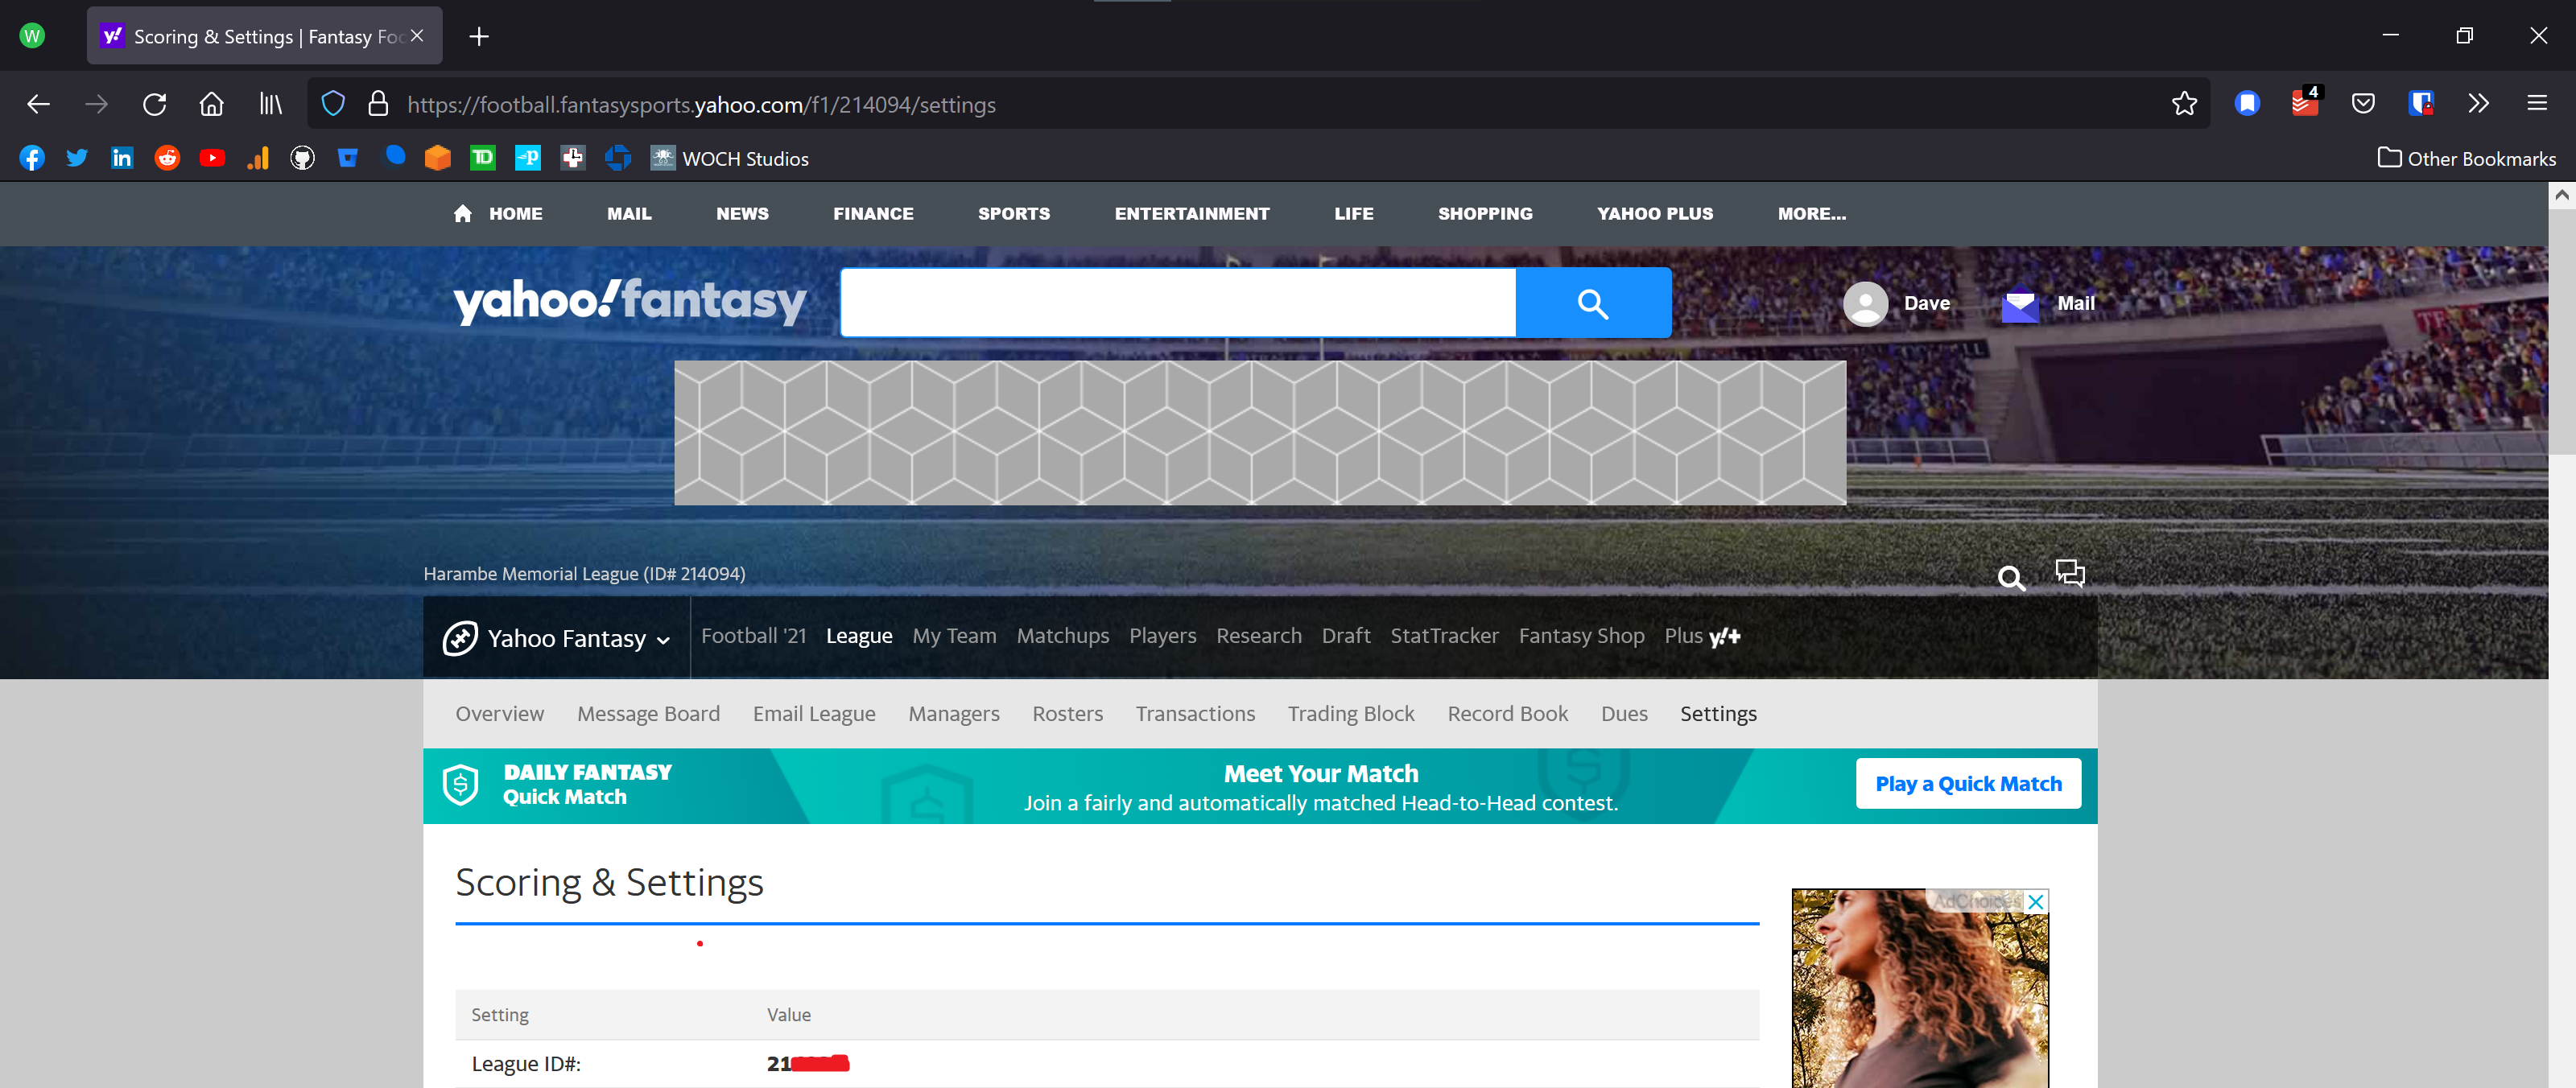 W
y! Scoring & Settings | Fantasy Foo
https://football.fantasysports.yahoo.com/f1/214094/settings
4
in TD p WOCH Studios
Other Bookmarks
HOME MAIL NEWS FINANCE SPORTS ENTERTAINMENT LIFE SHOPPING YAHOO PLUS MORE...
yahoo!fantasy
Dave Mail
Harambe Memorial League (ID# 214094)
Yahoo Fantasy Football '21 League My Team Matchups Players Research Draft StatTracker Fantasy Shop Plus y!+
Overview Message Board Email League Managers Rosters Transactions Trading Block Record Book Dues Settings
DAILY FANTASY
Quick Match
Meet Your Match
Join a fairly and automatically matched Head-to-Head contest.
Play a Quick Match
Scoring & Settings
AdChoices
Setting Value
League ID#: 21